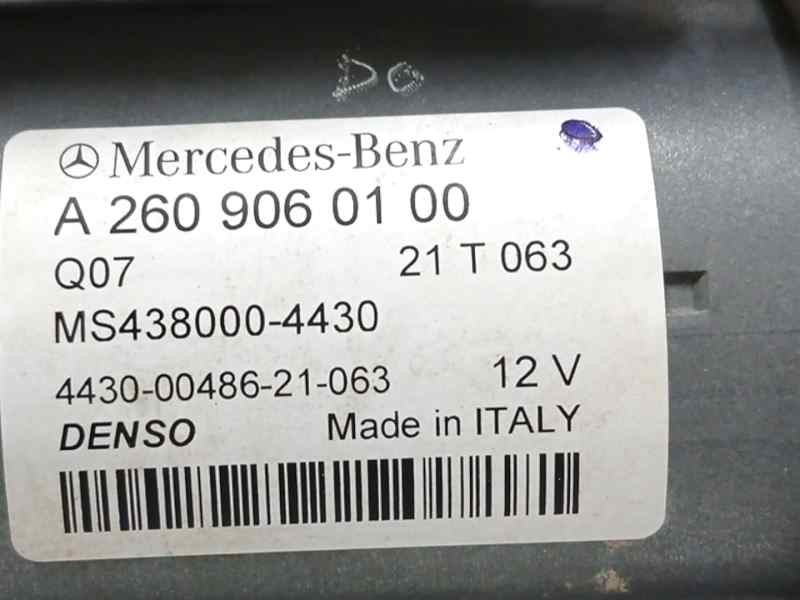 DO
Mercedes-Benz
A 260 906 01 00
Q07 21 T 063
MS438000-4430
4430-00486-21-063 12 V
DENSO Made in ITALY